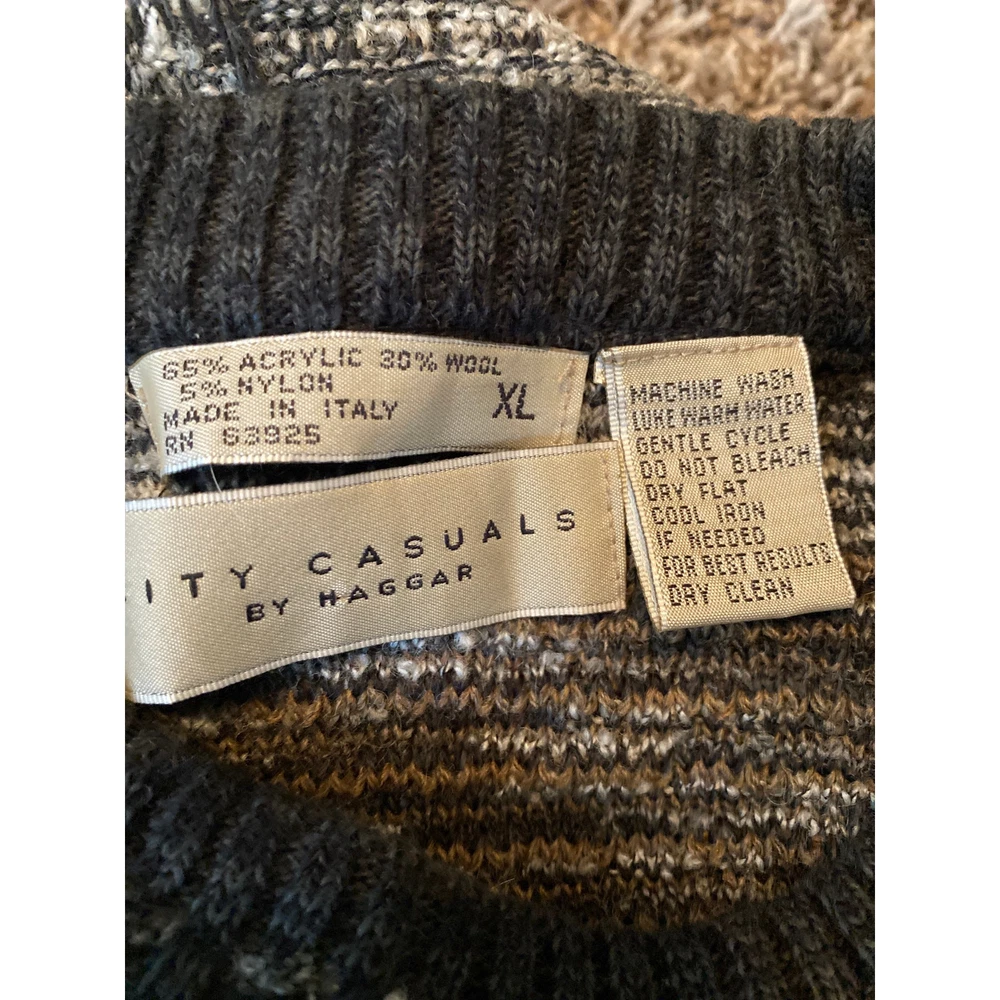 65% ACRYLIC 30% WOOL
5% NYLON
MADE IN ITALY
XL
RN 63925
ITY CASUALS
BY HAGGAR
MACHINE WASH
LUKE WARM WATER
GENTLE CYCLE
DO NOT BLEACH
DRY FLAT
COOL IRON
IF NEEDED
FOR BEST RESULTS
DRY CLEAN